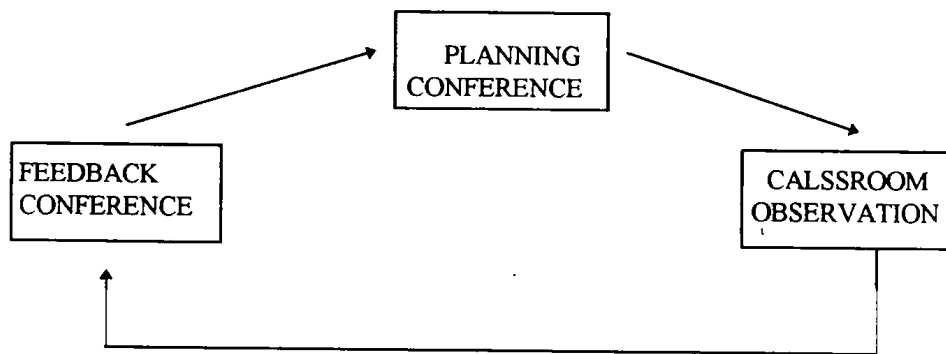 PLANNING
CONFERENCE
FEEDBACK
CONFERENCE
CALSSROOM
OBSERVATION